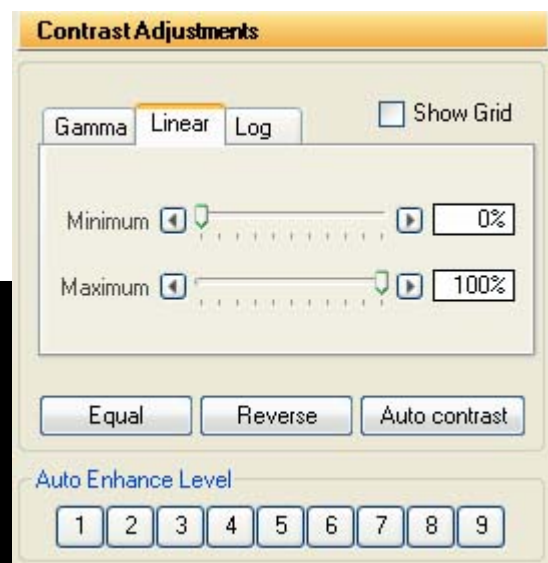 Contrast Adjustments
Gamma Linear Log Show Grid
Minimum 0%
Maximum 100%
Equal Reverse Auto contrast
Auto Enhance Level
1 2 3 4 5 6 7 8 9